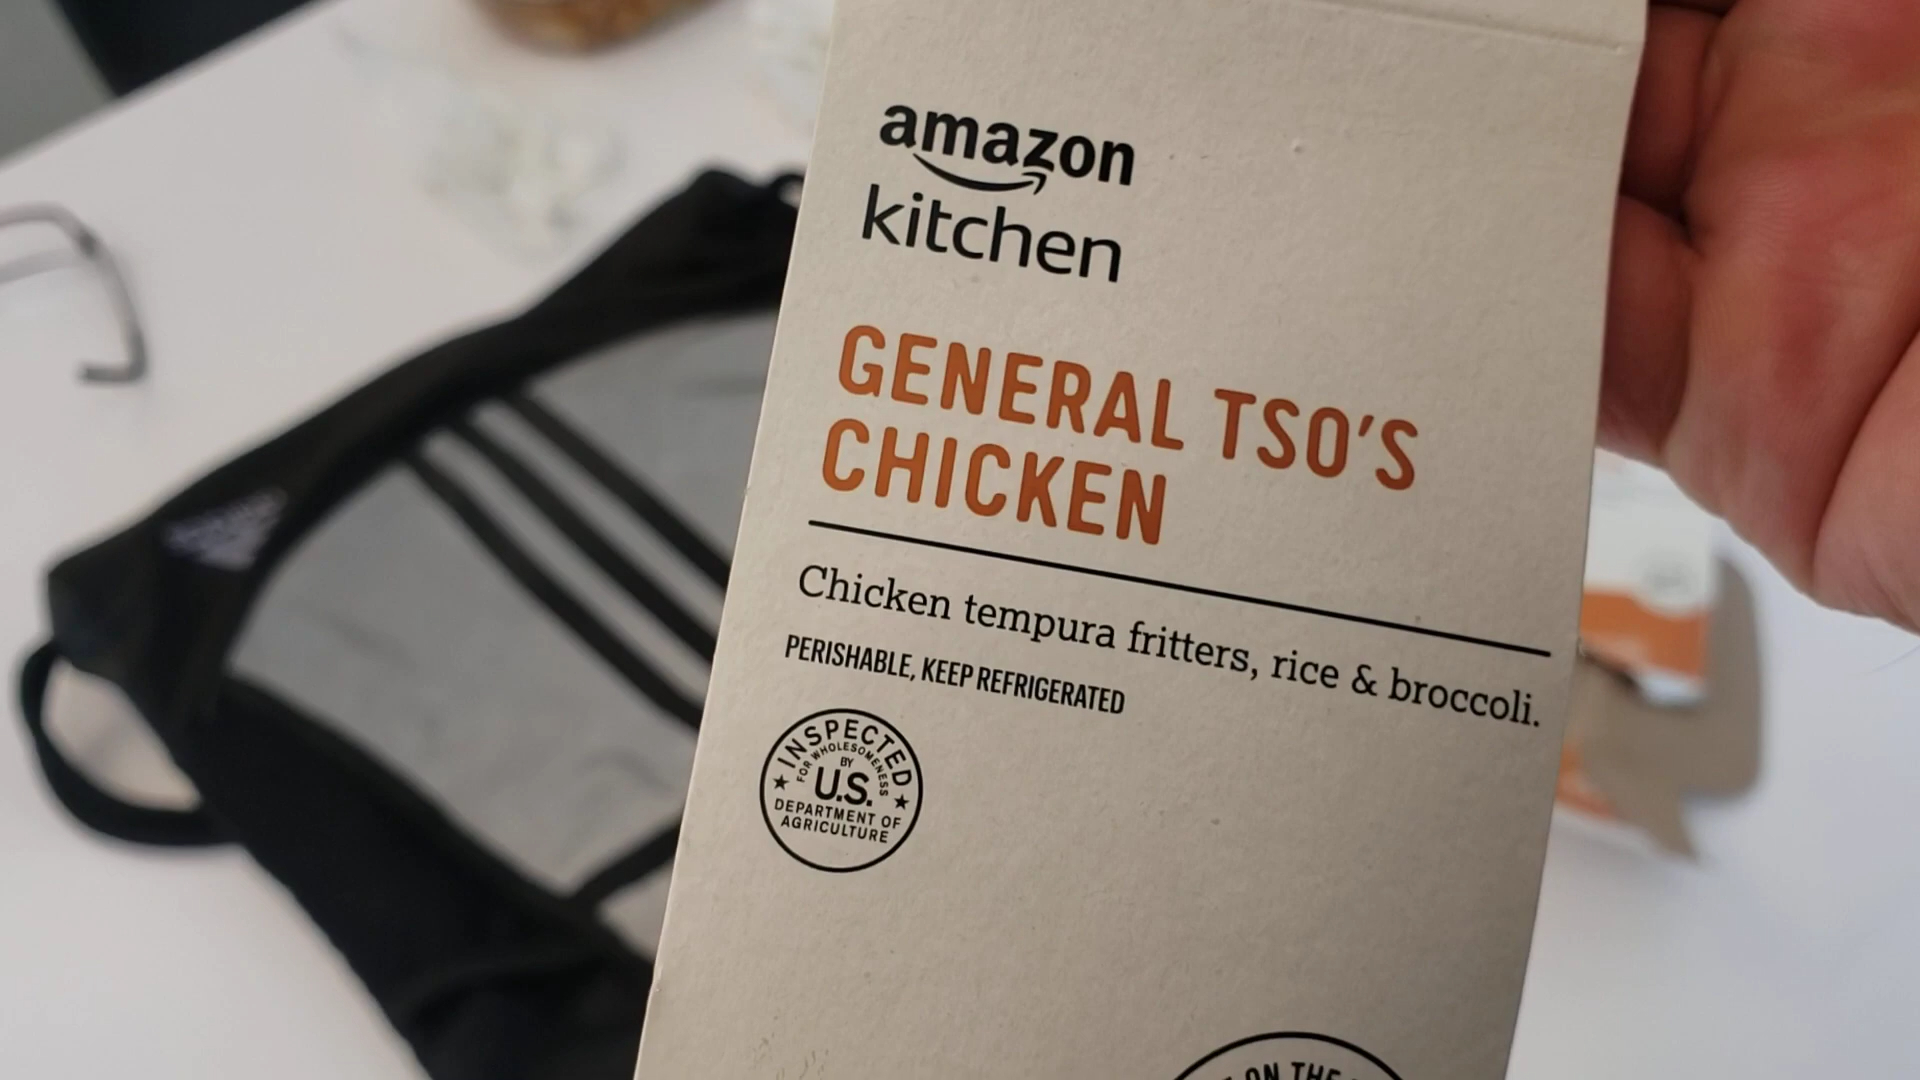 amazon
kitchen
GENERAL TSO'S
CHICKEN
Chicken tempura fritters, rice & broccoli.
PERISHABLE, KEEP REFRIGERATED
INSPECTED
FOR WHOLESOMENESS
BY
U.S.
DEPARTMENT OF
AGRICULTURE
ON THE